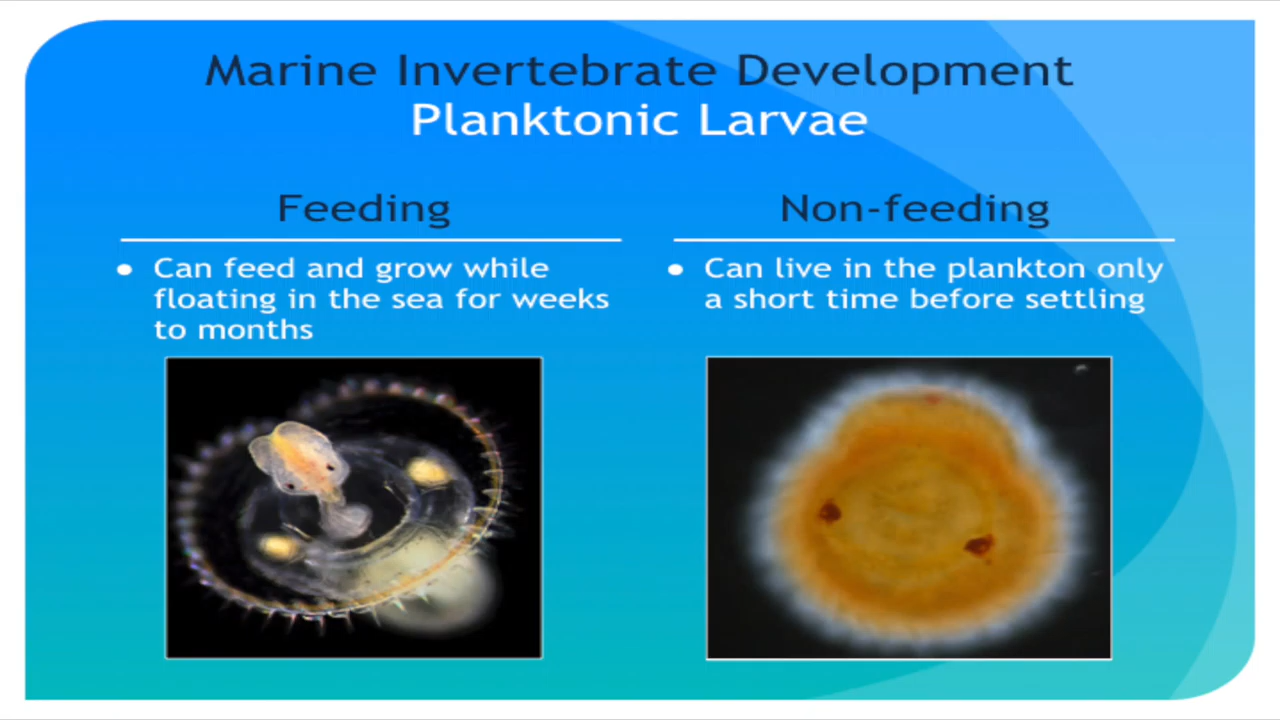 Marine Invertebrate Development
Planktonic Larvae
Feeding
● Can feed and grow while
floating in the sea for weeks
to months
Non-feeding
● Can live in the plankton only
a short time before settling